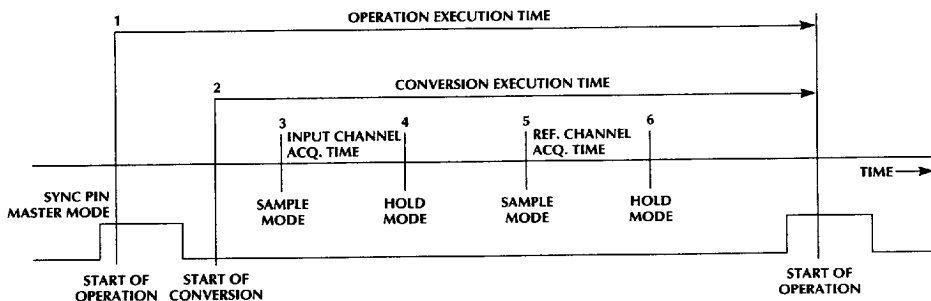 1
OPERATION EXECUTION TIME
2
CONVERSION EXECUTION TIME
3
INPUT CHANNEL
ACQ. TIME
4
5
REF. CHANNEL
ACQ. TIME
6
TIME
SYNC PIN
MASTER MODE
SAMPLE
MODE
HOLD
MODE
SAMPLE
MODE
HOLD
MODE
START OF
OPERATION
START OF
CONVERSION
START OF
OPERATION